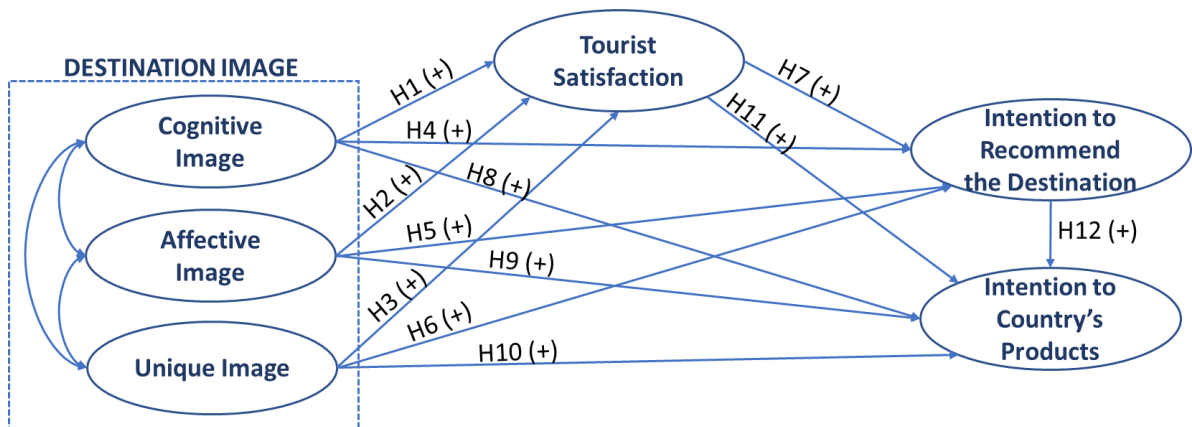 DESTINATION IMAGE
Cognitive
Image
Affective
Image
Unique Image
Tourist
Satisfaction
Intention to
Recommend
the Destination
Intention to
Country's
Products
H1 (+)
H4 (+)
H2 (+)
H8 (+)
H5 (+)
H9 (+)
H3 (+)
H6 (+)
H10 (+)
H7 (+)
H11 (+)
H12 (+)